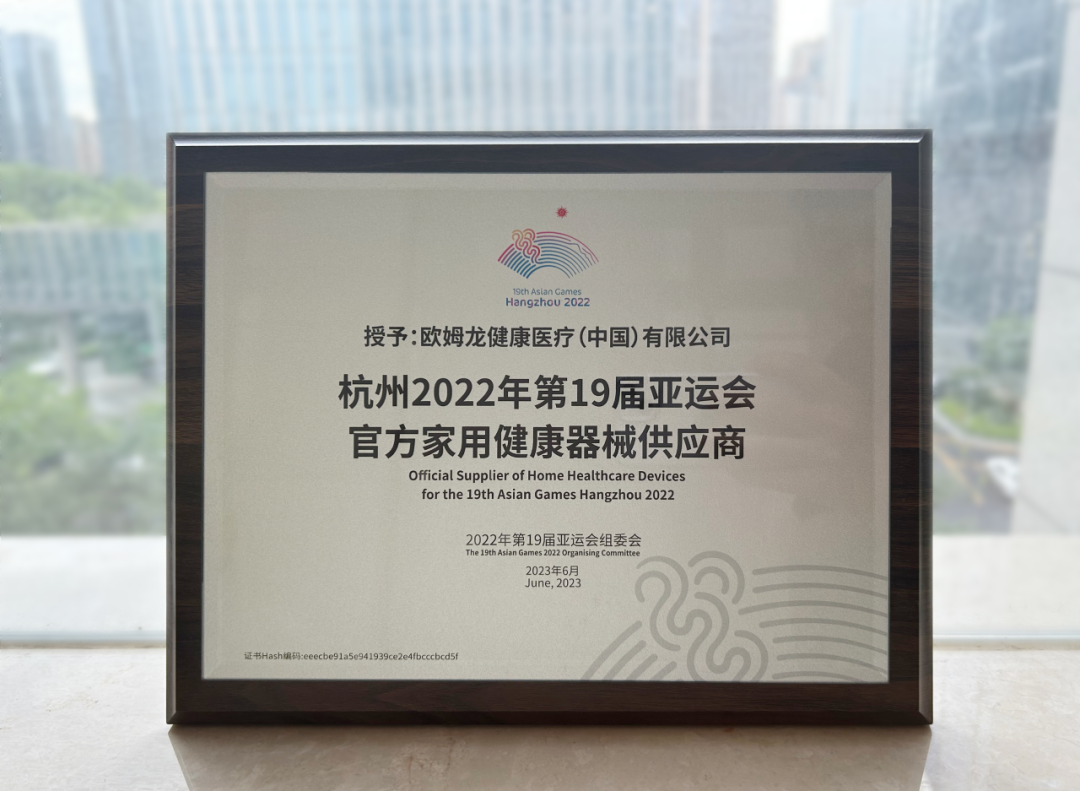 19th Asian Games
Hangzhou 2022
授予：欧姆龙健康医疗（中国）有限公司
杭州2022年第19届亚运会
官方家用健康器械供应商
Official Supplier of Home Healthcare Devices
for the 19th Asian Games Hangzhou 2022
2022年第19届亚运会组委会
The 19th Asian Games 2022 Organising Committee
2023年6月
June, 2023
证书Hash编码:eeecbe91a5e941939ce2e4fbcccbcd5f